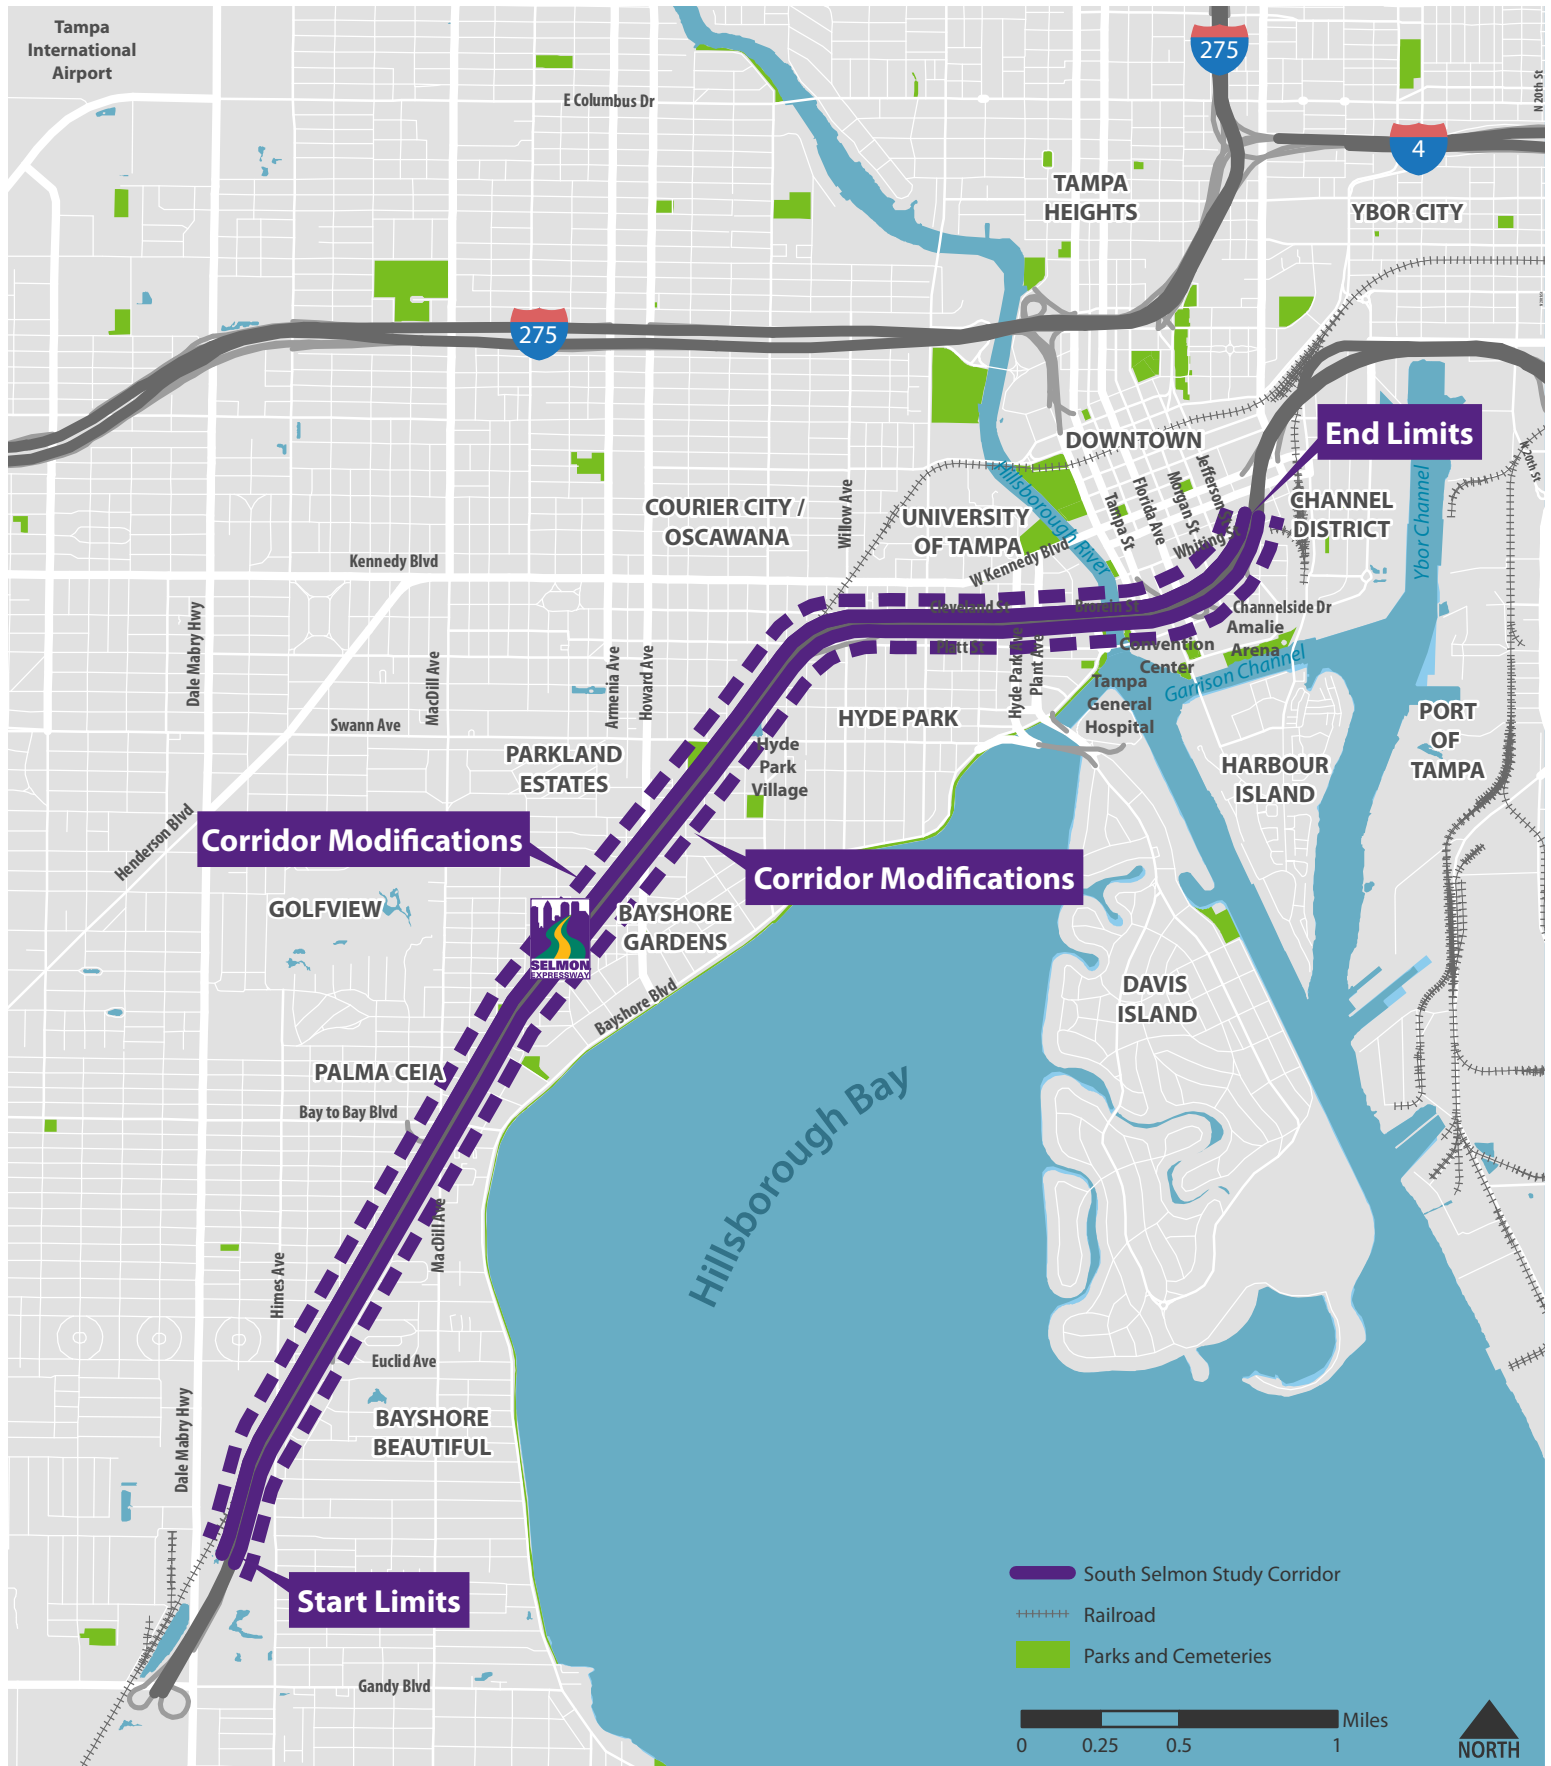 Tampa
International
Airport
E Columbus Dr
275
N 20th St
4
TAMPA
HEIGHTS
YBOR CITY
275
DOWNTOWN
End Limits
N 20th St
COURIER CITY /
OSCAWANA
Willow Ave
UNIVERSITY
OF TAMPA
Hillsborough River
Tampa St
Florida Ave
Morgan St
Jefferson St
Whiting St
CHANNEL
DISTRICT
Ybor Channel
Kennedy Blvd
W Kennedy Blvd
Cleveland St
Brorein St
Channelside Dr
Platt St
Amalie
Arena
Convention
Center
Garrison Channel
Dale Mabry Hwy
MacDill Ave
Armenia Ave
Howard Ave
Hyde Park Ave
Plant Ave
Tampa
General
Hospital
Swann Ave
HYDE PARK
PORT
OF
TAMPA
PARKLAND
ESTATES
Hyde
Park
Village
HARBOUR
ISLAND
Henderson Blvd
Corridor Modifications
Corridor Modifications
GOLFVIEW
SELMON
EXPRESSWAY
BAYSHORE
GARDENS
Bayshore Blvd
DAVIS
ISLAND
PALMA CEIA
Bay to Bay Blvd
Hillsborough Bay
MacDill Ave
Himes Ave
Euclid Ave
Dale Mabry Hwy
BAYSHORE
BEAUTIFUL
Start Limits
Gandy Blvd
South Selmon Study Corridor
Railroad
Parks and Cemeteries
Miles
0 0.25 0.5 1
NORTH